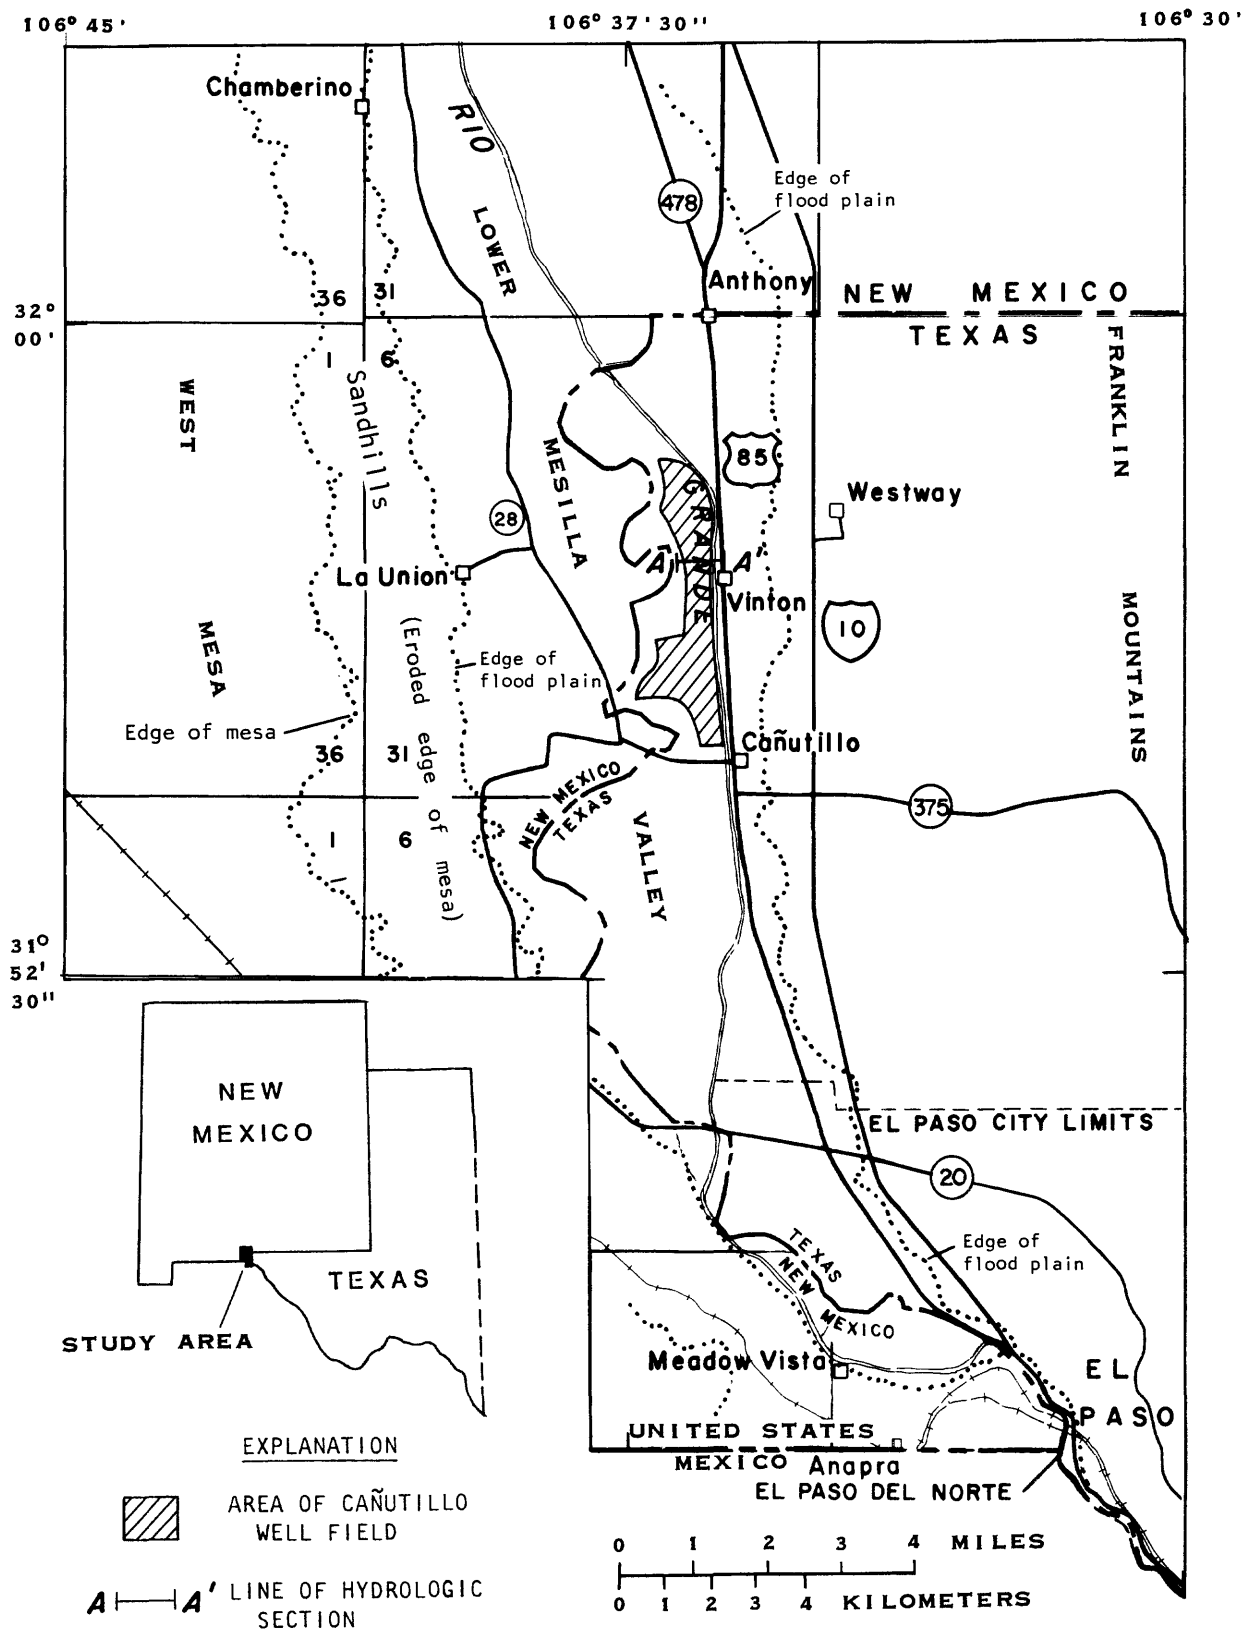 106° 45'
106° 37' 30"
106° 30'
Chamberino
RIO
Edge of
flood plain
478
LOWER
Anthony
36
31
NEW MEXICO
32°
00'
TEXAS
1
6
FRANKLIN
Sandhills
WEST
MESILLA
85
GRANDE
Westway
28
A
A'
La Union
Vinton
10
MESA
(Eroded edge of mesa)
MOUNTAINS
Edge of
flood plain
Edge of mesa
36
31
Cañutillo
NEW MEXICO
TEXAS
375
1
6
VALLEY
31°
52'
30"
NEW
MEXICO
EL PASO CITY LIMITS
20
TEXAS
NEW MEXICO
Edge of
flood plain
TEXAS
STUDY AREA
Meadow Vista
EL
PASO
UNITED STATES
MEXICO
Anapra
EL PASO DEL NORTE
EXPLANATION
AREA OF CAÑUTILLO
WELL FIELD
0 1 2 3 4 MILES
0 1 2 3 4 KILOMETERS
A A' LINE OF HYDROLOGIC
SECTION